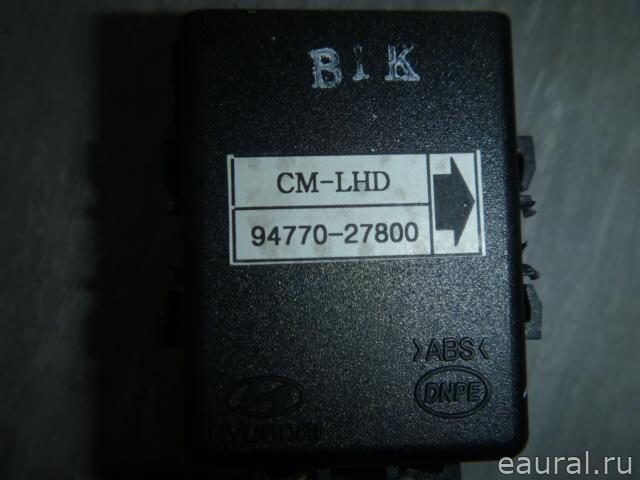 B1K
CM-LHD
94770-27800
>ABS<
DNPE
HYUNDAI
eaural.ru